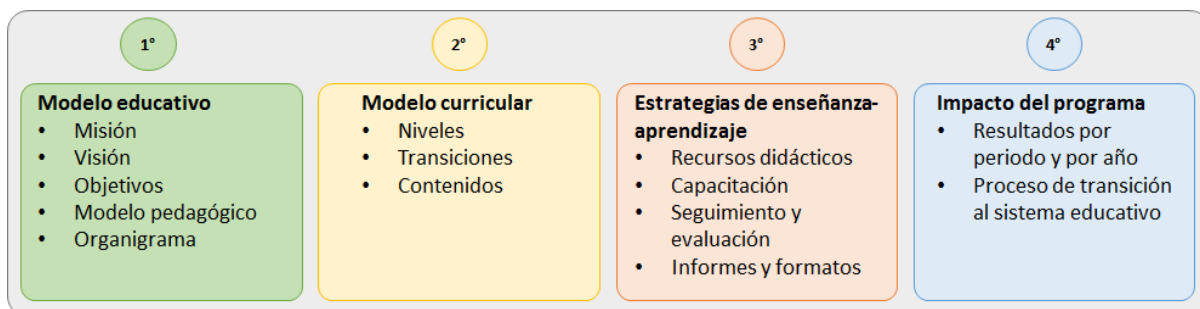 1°
Modelo educativo
• Misión
• Visión
• Objetivos
• Modelo pedagógico
• Organigrama
2°
Modelo curricular
• Niveles
• Transiciones
• Contenidos
3°
Estrategias de enseñanza-
aprendizaje
• Recursos didácticos
• Capacitación
• Seguimiento y
evaluación
• Informes y formatos
4°
Impacto del programa
• Resultados por
periodo y por año
• Proceso de transición
al sistema educativo